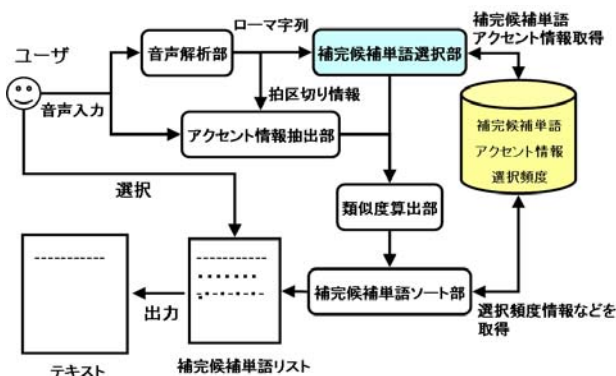 ローマ字列
補完候補単語
アクセント情報取得
ユーザ
音声解析部
補完候補単語選択部
音声入力
拍区切り情報
アクセント情報抽出部
補完候補単語
アクセント情報
選択頻度
選択
類似度算出部
補完候補単語ソート部
出力
選択頻度情報などを
取得
テキスト
補完候補単語リスト